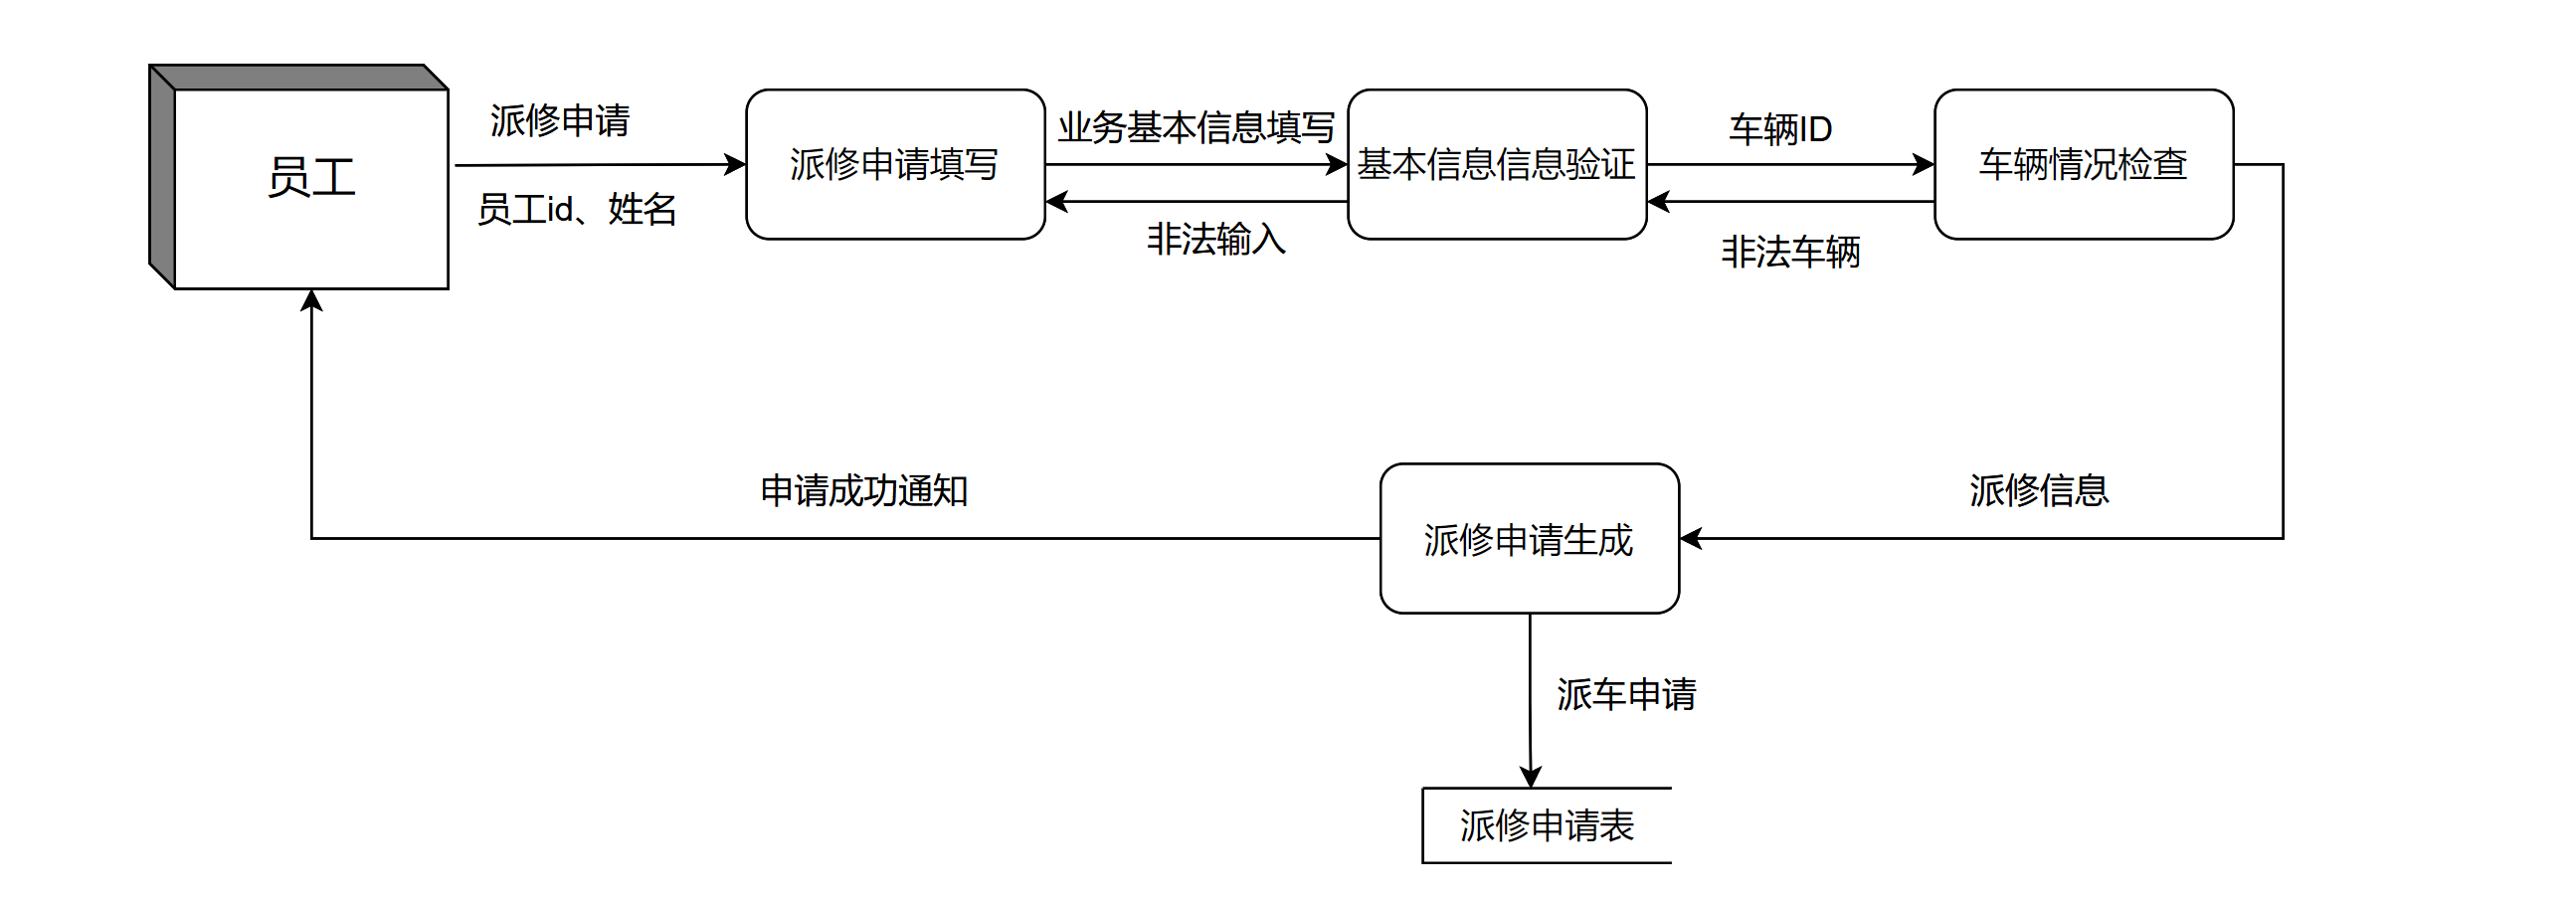 员工
派修申请
员工id、姓名
派修申请填写
业务基本信息填写
非法输入
基本信息信息验证
车辆ID
非法车辆
车辆情况检查
申请成功通知
派修申请生成
派修信息
派车申请
派修申请表